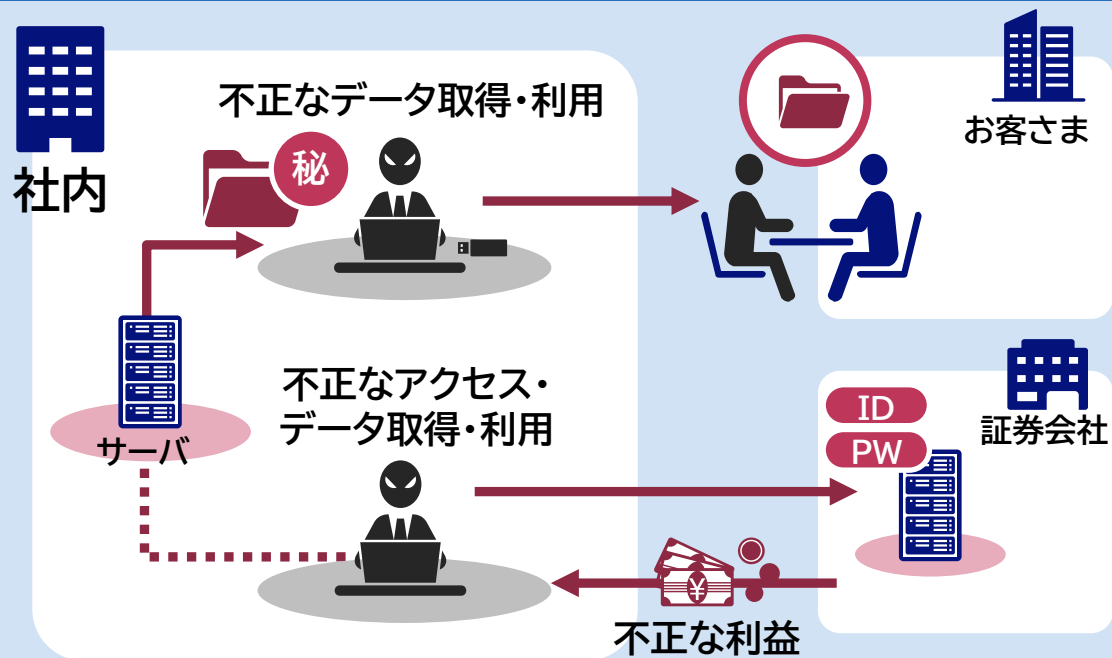 社内
不正なデータ取得・利用
秘
お客さま
サーバ
不正なアクセス・
データ取得・利用
ID
PW
証券会社
¥
不正な利益